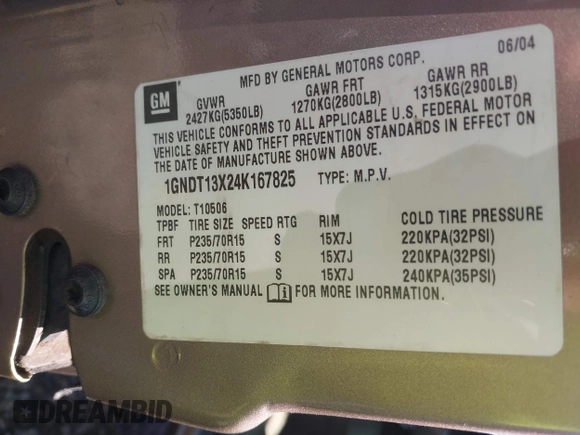 MFD BY GENERAL MOTORS CORP. 06/04
GM
GVWR GAWR FRT GAWR RR
2427KG(5350LB) 1270KG(2800LB) 1315KG(2900LB)
THIS VEHICLE CONFORMS TO ALL APPLICABLE U.S. FEDERAL MOTOR
VEHICLE SAFETY AND THEFT PREVENTION STANDARDS IN EFFECT ON
THE DATE OF MANUFACTURE SHOWN ABOVE.
1GNDT13X24K167825 TYPE: M.P.V.
MODEL: T10506
TPBF TIRE SIZE SPEED RTG RIM COLD TIRE PRESSURE
FRT P235/70R15 S 15X7J 220KPA(32PSI)
RR P235/70R15 S 15X7J 220KPA(32PSI)
SPA P235/70R15 S 15X7J 240KPA(35PSI)
SEE OWNER'S MANUAL FOR MORE INFORMATION.
DREAMBID